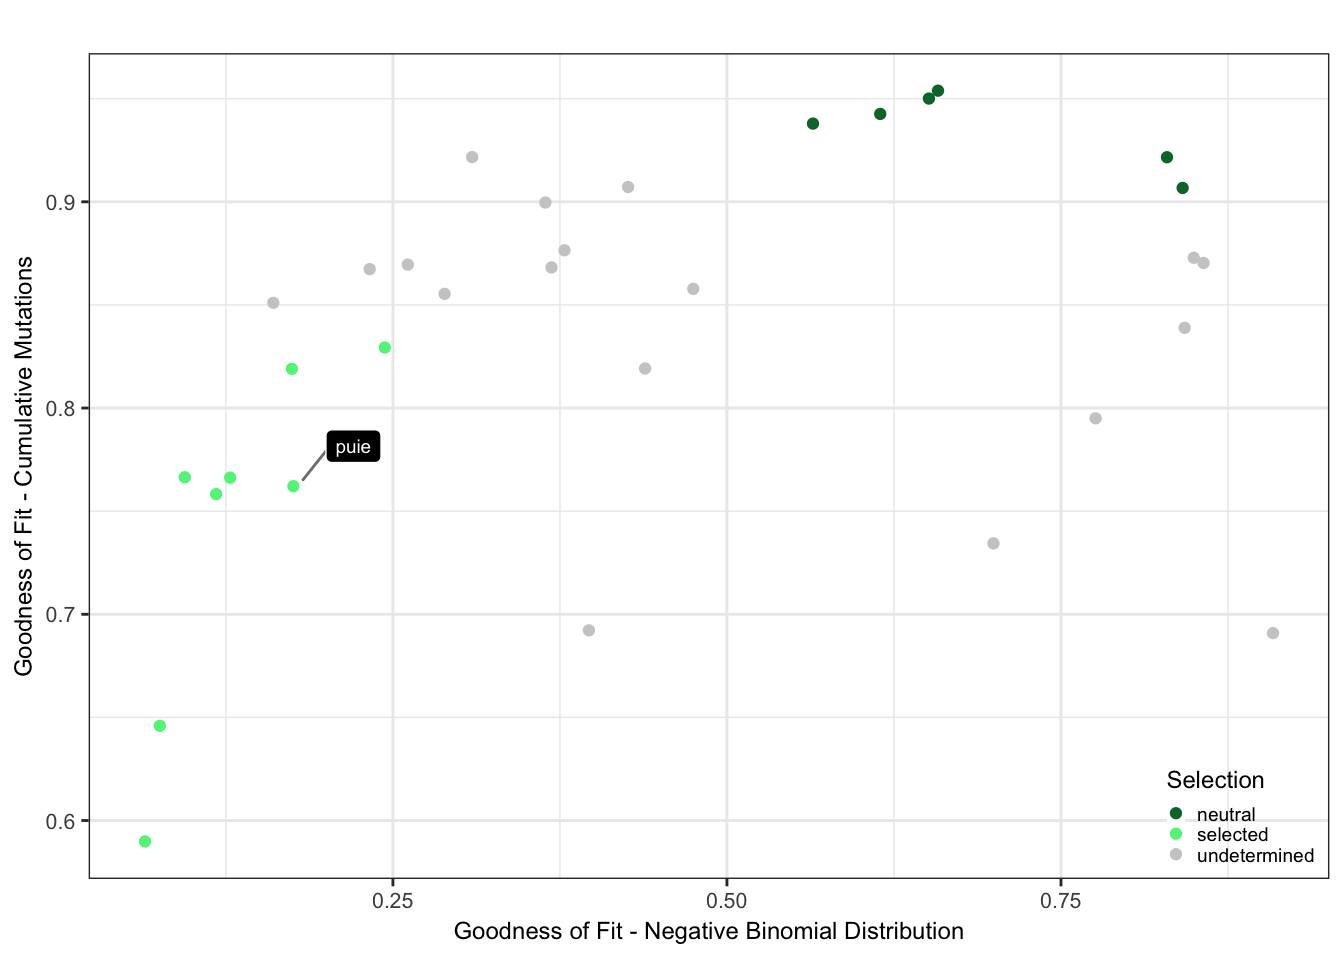 Goodness of Fit - Cumulative Mutations
0.9
0.8
0.7
0.6
puie
Selection
neutral
selected
undetermined
0.25
0.50
0.75
Goodness of Fit - Negative Binomial Distribution